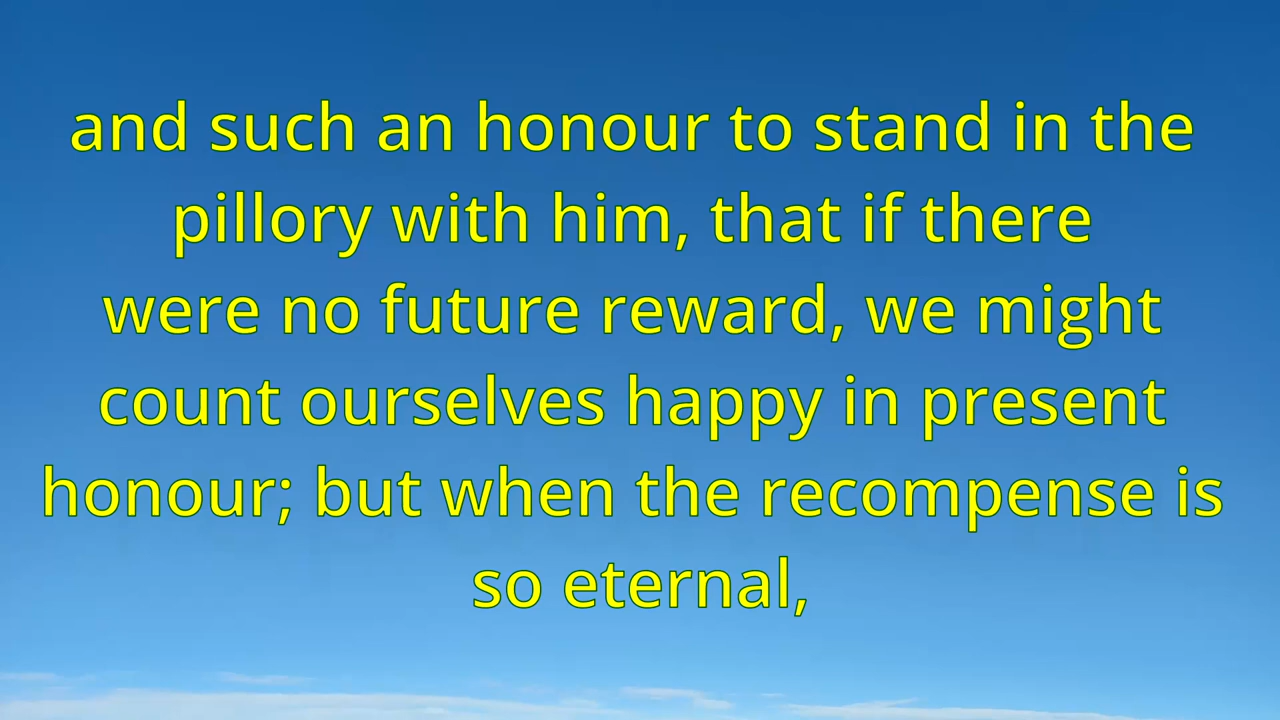 and such an honour to stand in the
pillory with him, that if there
were no future reward, we might
count ourselves happy in present
honour; but when the recompense is
so eternal,